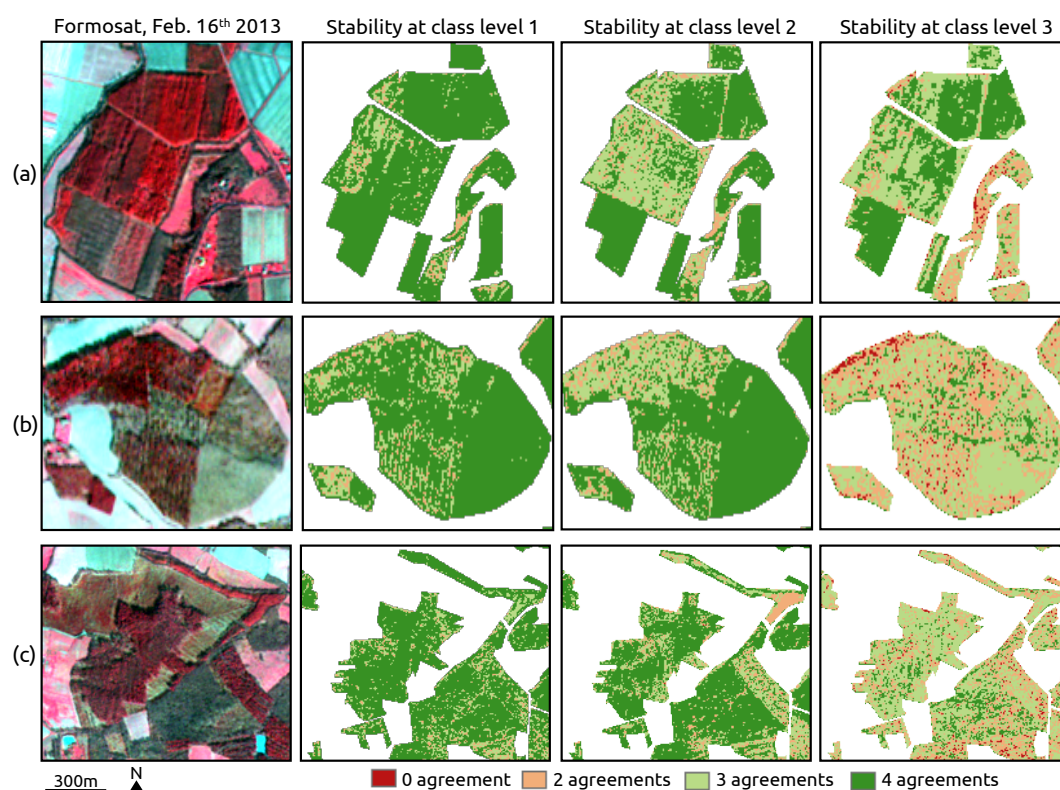 Formosat, Feb. 16th 2013 Stability at class level 1 Stability at class level 2 Stability at class level 3
(a)
(b)
(c)
300m N 0 agreement 2 agreements 3 agreements 4 agreements